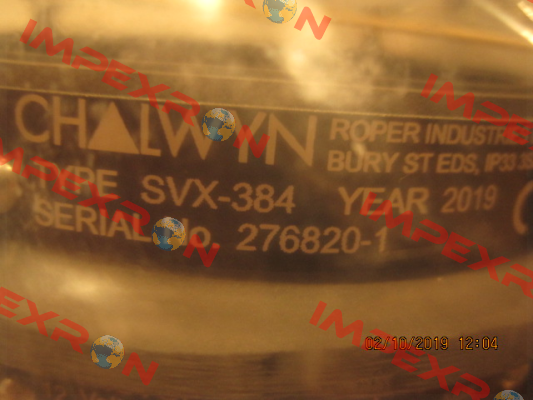 CHALWYN
ROPER INDUSTRIES
BURY ST EDS, IP33
TYPE SVX-384 YEAR 2019
SERIAL No. 276820-1
02/10/2019 12:04
IMPEXRON
IMPEXRON
IMPEXRON
IMPEXRON
IMPEXRON
IMPEXRON